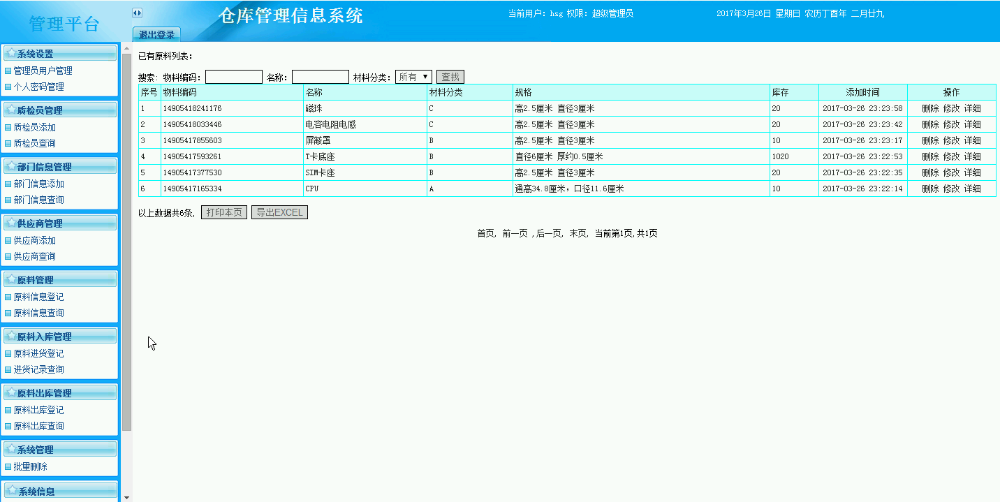 管理平台
仓库管理信息系统
当前用户：hsg 权限：超级管理员
2017年3月26日 星期日 农历丁酉年 二月廿九
退出登录
系统设置
管理员用户管理
个人密码管理
质检员管理
质检员添加
质检员查询
部门信息管理
部门信息添加
部门信息查询
供应商管理
供应商添加
供应商查询
原料管理
原料信息登记
原料信息查询
原料入库管理
原料进货登记
进货记录查询
原料出库管理
原料出库登记
原料出库查询
系统管理
批量删除
系统信息
已有原料列表：
搜索: 物料编码： 名称： 材料分类： 所有 查找
序号 物料编码 名称 材料分类 规格 库存 添加时间 操作
1 14905418241176 磁珠 C 高2.5厘米 直径3厘米 20 2017-03-26 23:23:58 删除 修改 详细
2 14905418033446 电容电阻电感 C 高2.5厘米 直径3厘米 20 2017-03-26 23:23:42 删除 修改 详细
3 14905417855603 屏蔽罩 B 高2.5厘米 直径3厘米 10 2017-03-26 23:23:17 删除 修改 详细
4 14905417593261 T卡底座 B 直径6厘米 厚约0.5厘米 1020 2017-03-26 23:22:53 删除 修改 详细
5 14905417377530 SIM卡座 B 高2.5厘米 直径3厘米 20 2017-03-26 23:22:35 删除 修改 详细
6 14905417165334 CPU A 通高34.8厘米，口径11.6厘米 10 2017-03-26 23:22:14 删除 修改 详细
以上数据共6条, 打印本页 导出EXCEL
首页, 前一页 ,后一页, 末页, 当前第1页,共1页